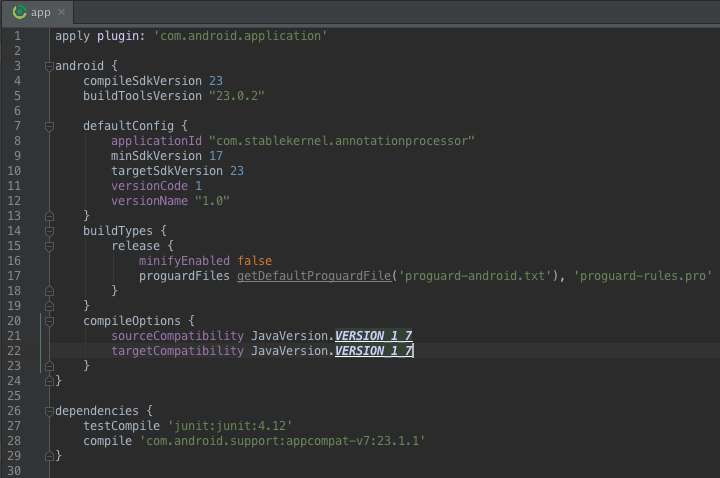 app
1 apply plugin: 'com.android.application'
2
3 android {
4     compileSdkVersion 23
5     buildToolsVersion "23.0.2"
6
7     defaultConfig {
8         applicationId "com.stablekernel.annotationprocessor"
9         minSdkVersion 17
10         targetSdkVersion 23
11         versionCode 1
12         versionName "1.0"
13     }
14     buildTypes {
15         release {
16             minifyEnabled false
17             proguardFiles getDefaultProguardFile('proguard-android.txt'), 'proguard-rules.pro'
18         }
19     }
20     compileOptions {
21         sourceCompatibility JavaVersion.VERSION_1_7
22         targetCompatibility JavaVersion.VERSION_1_7
23     }
24 }
25
26 dependencies {
27     testCompile 'junit:junit:4.12'
28     compile 'com.android.support:appcompat-v7:23.1.1'
29 }
30